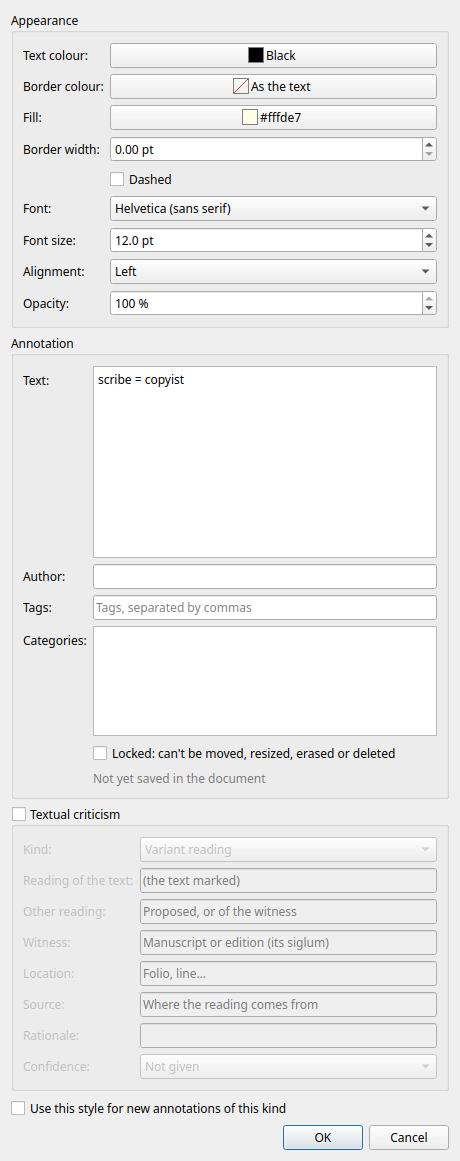 Appearance
Text colour: Black
Border colour: As the text
Fill: #fffde7
Border width: 0.00 pt
Dashed
Font: Helvetica (sans serif)
Font size: 12.0 pt
Alignment: Left
Opacity: 100 %
Annotation
Text: scribe = copyist
Author:
Tags: Tags, separated by commas
Categories:
Locked: can't be moved, resized, erased or deleted
Not yet saved in the document
Textual criticism
Kind: Variant reading
Reading of the text: (the text marked)
Other reading: Proposed, or of the witness
Witness: Manuscript or edition (its siglum)
Location: Folio, line...
Source: Where the reading comes from
Rationale:
Confidence: Not given
Use this style for new annotations of this kind
OK Cancel